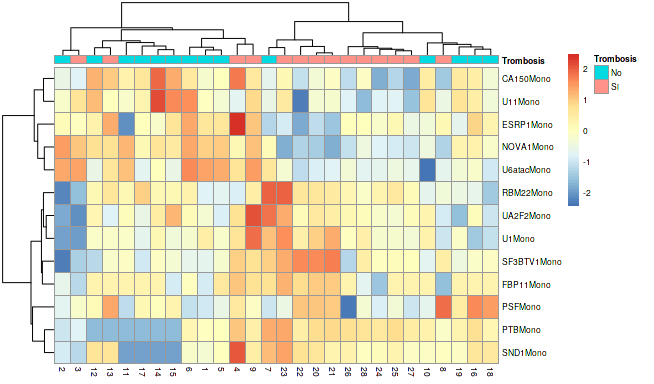 Trombosis
CA150Mono
U11Mono
ESRP1Mono
NOVA1Mono
U6atacMono
RBM22Mono
UA2F2Mono
U1Mono
SF3BTV1Mono
FBP11Mono
PSFMono
PTBMono
SND1Mono
2 3 12 13 11 17 14 15 6 1 5 4 9 7 23 22 20 21 26 28 24 25 27 10 8 19 16 18
2
1
0
-1
-2
Trombosis
No
SI